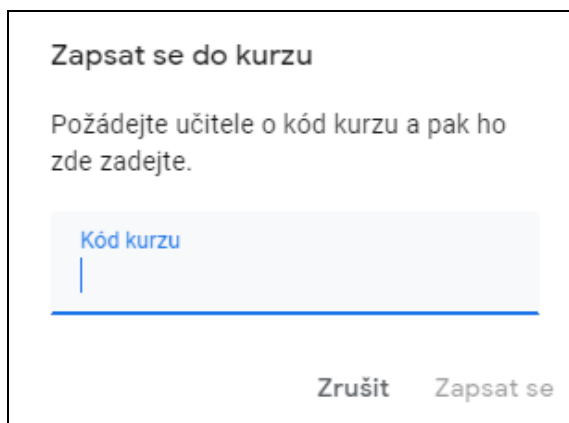 Zapsat se do kurzu
Požádejte učitele o kód kurzu a pak ho
zde zadejte.
Kód kurzu
Zrušit Zapsat se